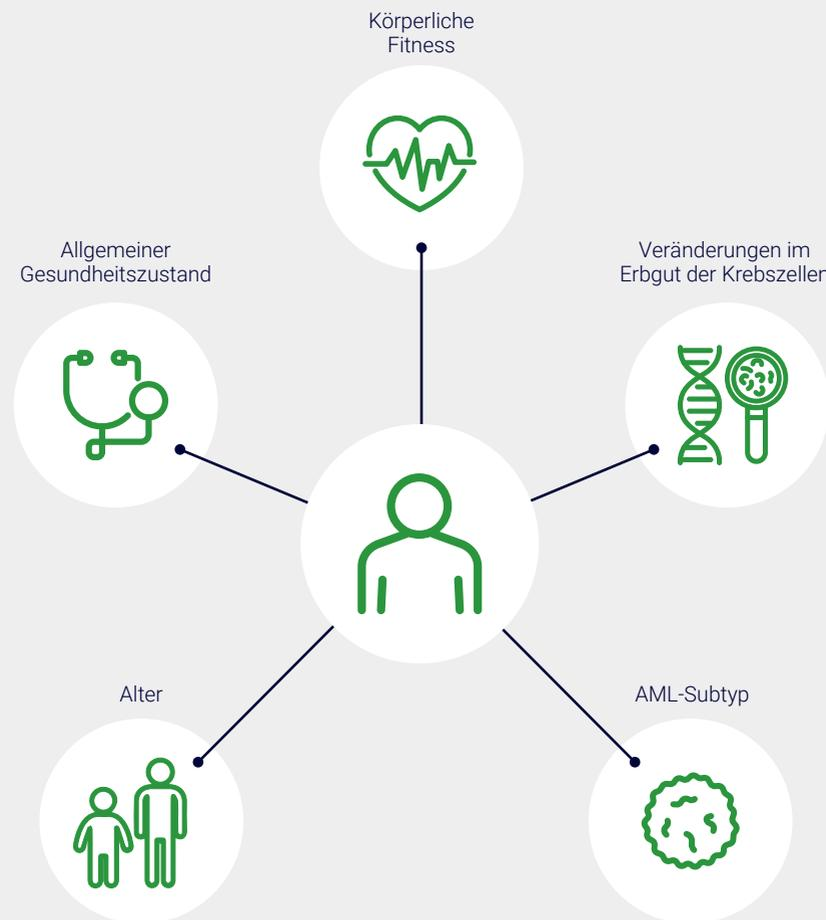 Körperliche
Fitness
Allgemeiner
Gesundheitszustand
Veränderungen im
Erbgut der Krebszellen
Alter
AML-Subtyp